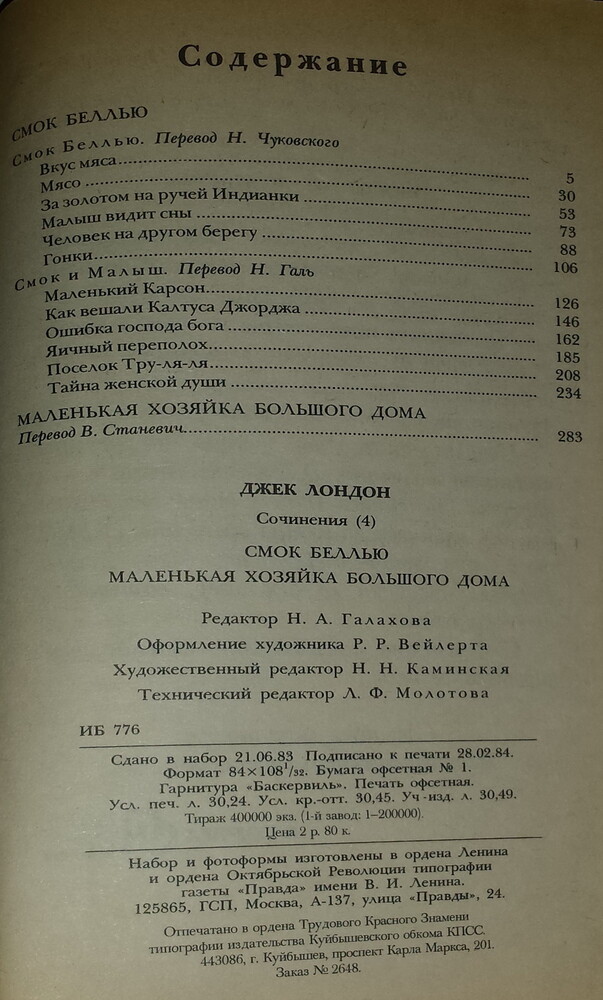 Содержание
СМОК БЕЛЛЬЮ
Смок Беллью. Перевод Н. Чуковского
Вкус мяса 5
Мясо 30
За золотом на ручей Индианки 53
Малыш видит сны 73
Человек на другом берегу 88
Гонки 106
Смок и Малыш. Перевод Н. Галь
Маленький Карсон 126
Как вешали Калтуса Джорджа 146
Ошибка господа бога 162
Яичный переполох 185
Поселок Тру-ля-ля 208
Тайна женской души 234
МАЛЕНЬКАЯ ХОЗЯЙКА БОЛЬШОГО ДОМА
Перевод В. Станевич 283
ДЖЕК ЛОНДОН
Сочинения (4)
СМОК БЕЛЛЬЮ
МАЛЕНЬКАЯ ХОЗЯЙКА БОЛЬШОГО ДОМА
Редактор Н. А. Галахова
Оформление художника Р. Р. Вейлерта
Художественный редактор Н. Н. Каминская
Технический редактор Л. Ф. Молотова
ИБ 776
Сдано в набор 21.06.83 Подписано к печати 28.02.84.
Формат 84×108¹/32. Бумага офсетная № 1.
Гарнитура «Баскервиль». Печать офсетная.
Усл. печ. л. 30,24. Усл. кр.-отт. 30,45. Уч-изд. л. 30,49.
Тираж 400000 экз. (1-й завод: 1–200000).
Цена 2 р. 80 к.
Набор и фотоформы изготовлены в ордена Ленина
и ордена Октябрьской Революции типографии
газеты «Правда» имени В. И. Ленина.
125865, ГСП, Москва, А-137, улица «Правды», 24.
Отпечатано в ордена Трудового Красного Знамени
типографии издательства Куйбышевского обкома КПСС.
443086, г. Куйбышев, проспект Карла Маркса, 201.
Заказ № 2648.